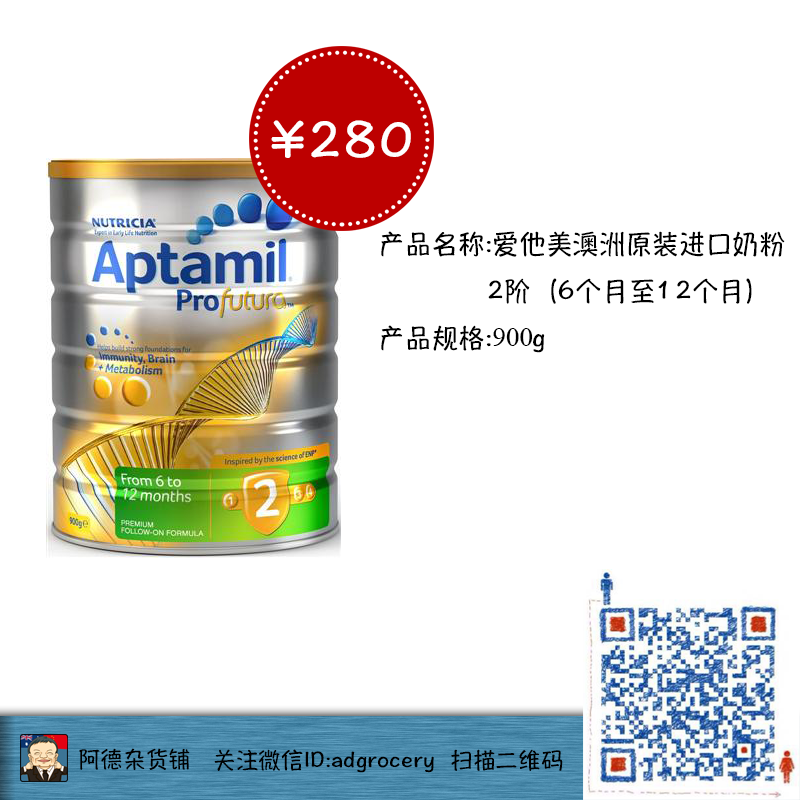 ¥280
NUTRICIA
Expert in Early Life Nutrition
Aptamil
Profutura™
Helps build strong foundations for
Immunity, Brain
+ Metabolism
Inspired by the science of ENP*
From 6 to
12 months
1 2 3 4
900g e
PREMIUM
FOLLOW-ON FORMULA
产品名称:爱他美澳洲原装进口奶粉
2阶 (6个月至12个月)
产品规格:900g
阿德杂货铺 关注微信ID:adgrocery 扫描二维码